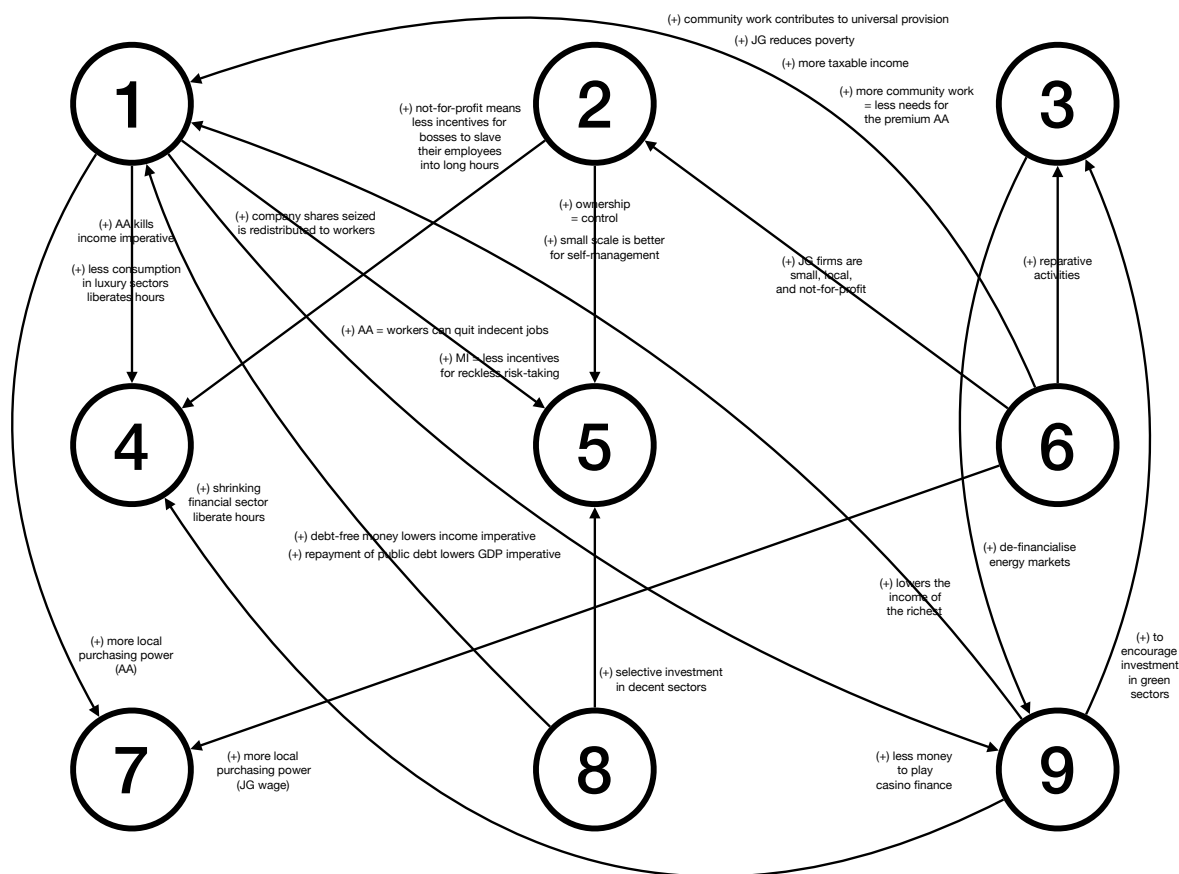 (+) community work contributes to universal provision
(+) JG reduces poverty
(+) more taxable income
(+) more community work
= less needs for
the premium AA
1
2
3
(+) not-for-profit means
less incentives for
bosses to slave
their employees
into long hours
(+) AA kills
income imperative
(+) less consumption
in luxury sectors
liberates hours
(+) company shares seized
is redistributed to workers
(+) ownership
= control
(+) small scale is better
for self-management
(+) JG firms are
small, local,
and not-for-profit
(+) reparative
activities
(+) AA = workers can quit indecent jobs
(+) MI = less incentives
for reckless risk-taking
4
5
6
(+) shrinking
financial sector
liberate hours
(+) debt-free money lowers income imperative
(+) repayment of public debt lowers GDP imperative
(+) de-financialise
energy markets
(+) lowers the
income of
the richest
(+) more local
purchasing power
(AA)
(+) selective investment
in decent sectors
(+) to
encourage
investment
in green
sectors
7
8
9
(+) more local
purchasing power
(JG wage)
(+) less money
to play
casino finance